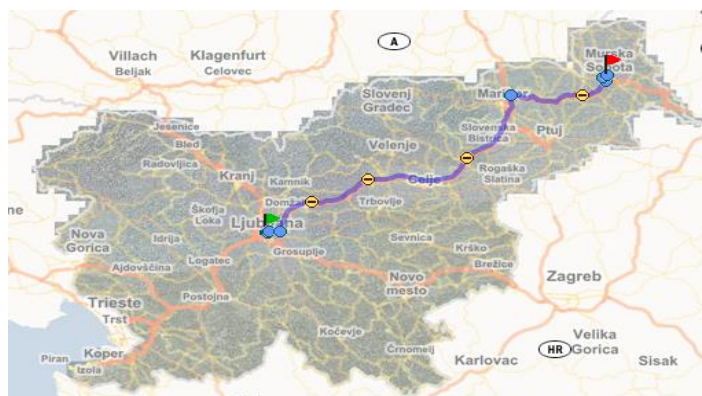 A
Villach
Beljak
Klagenfurt
Celovec
Murska
Sobota
Slovenj
Gradec
Maribor
Jesenice
Bled
Radovljica
Velenje
Slovenska
Bistrica
Ptuj
Kranj
Kamnik
Celje
Rogaška
Slatina
Škofja
Loka
Domž
Trbovlje
Ljubljana
Nova
Gorica
Idrija
Grosuplje
Sevnica
Krško
Brežice
Ajdovščina
Logatec
Novo
mesto
Zagreb
Postojna
Trieste
Trst
Kočevje
Črnomelj
Karlovac
HR
Velika
Gorica
Sisak
Piran
Koper
Izola